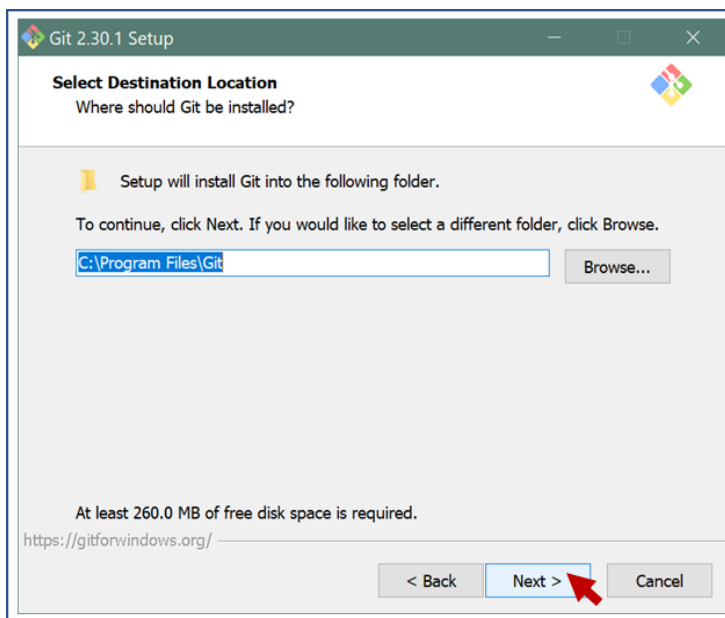 Git 2.30.1 Setup
Select Destination Location
Where should Git be installed?
Setup will install Git into the following folder.
To continue, click Next. If you would like to select a different folder, click Browse.
C:\Program Files\Git
Browse...
At least 260.0 MB of free disk space is required.
https://gitforwindows.org/
< Back
Next >
Cancel